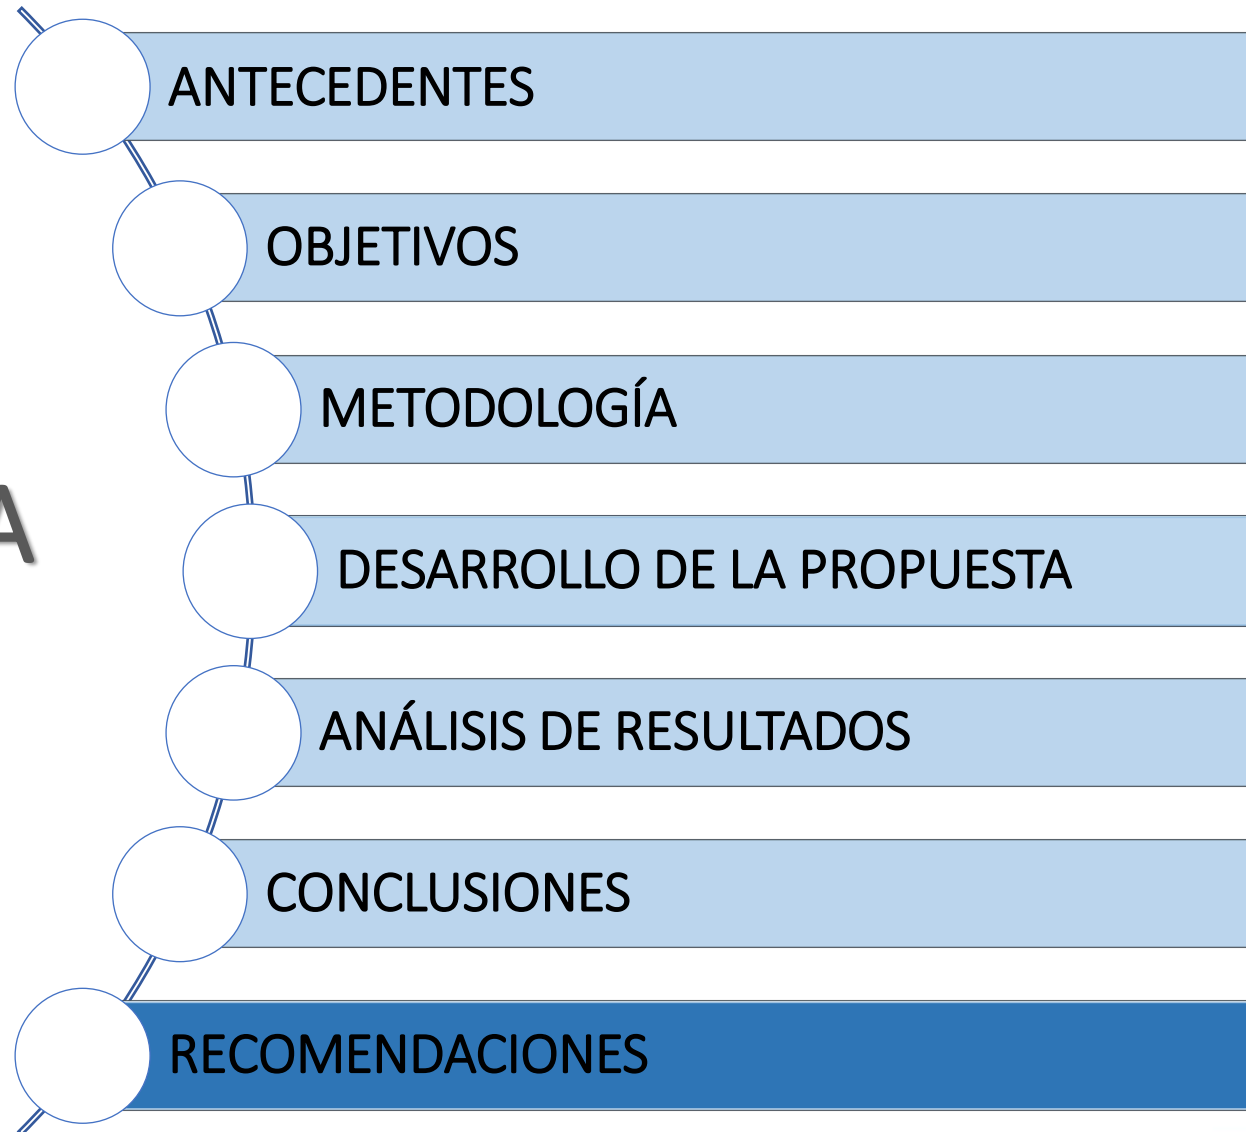 ANTECEDENTES
OBJETIVOS
METODOLOGÍA
A
DESARROLLO DE LA PROPUESTA
ANÁLISIS DE RESULTADOS
CONCLUSIONES
RECOMENDACIONES